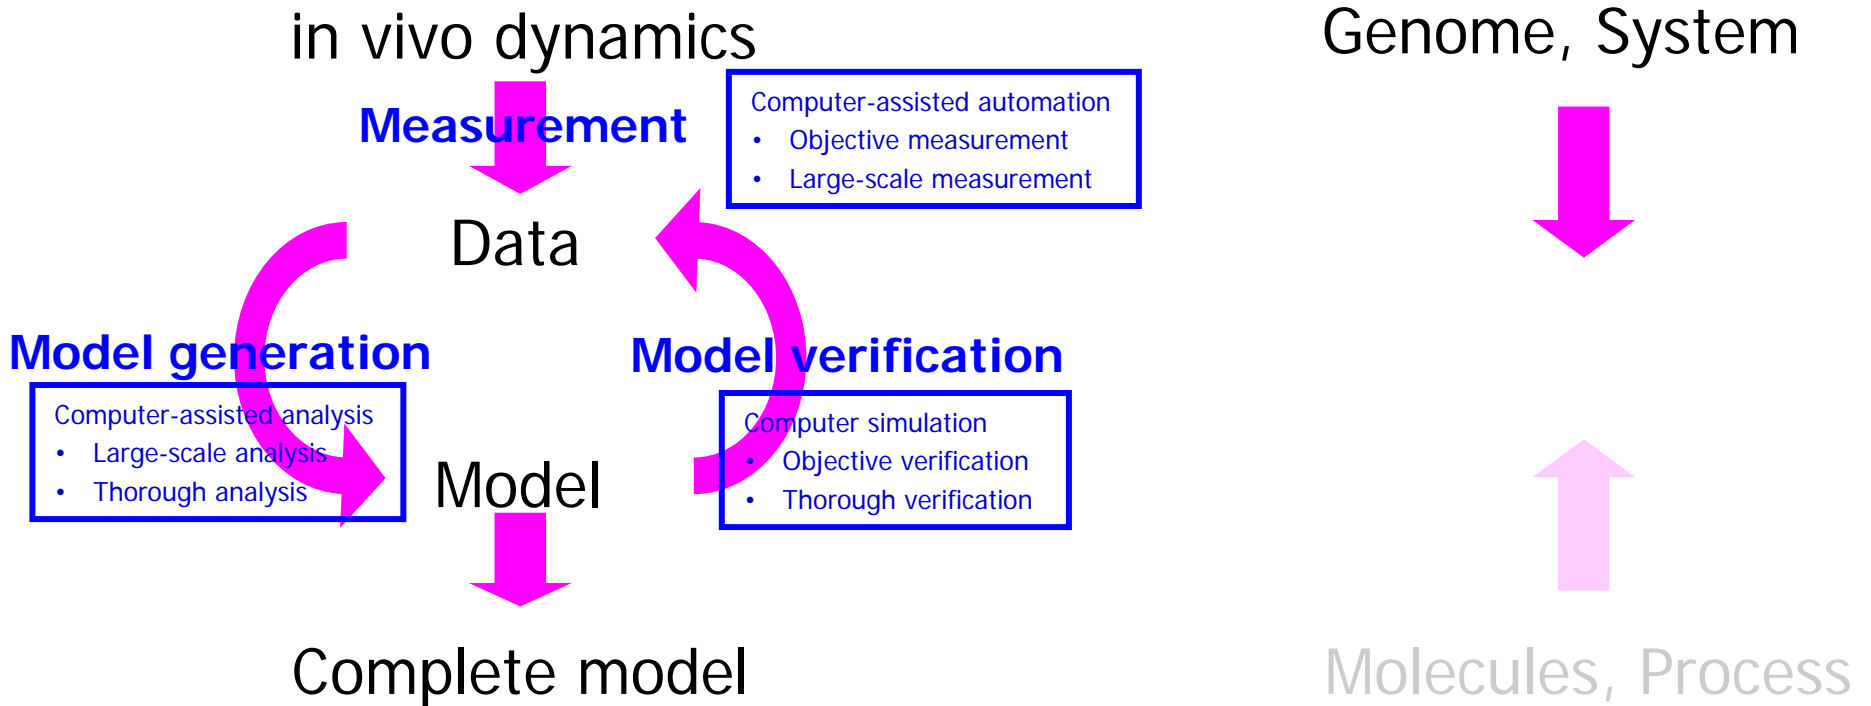 in vivo dynamics
Measurement
Computer-assisted automation
• Objective measurement
• Large-scale measurement
Data
Model generation
Computer-assisted analysis
• Large-scale analysis
• Thorough analysis
Model verification
Computer simulation
• Objective verification
• Thorough verification
Model
Complete model
Genome, System
Molecules, Process